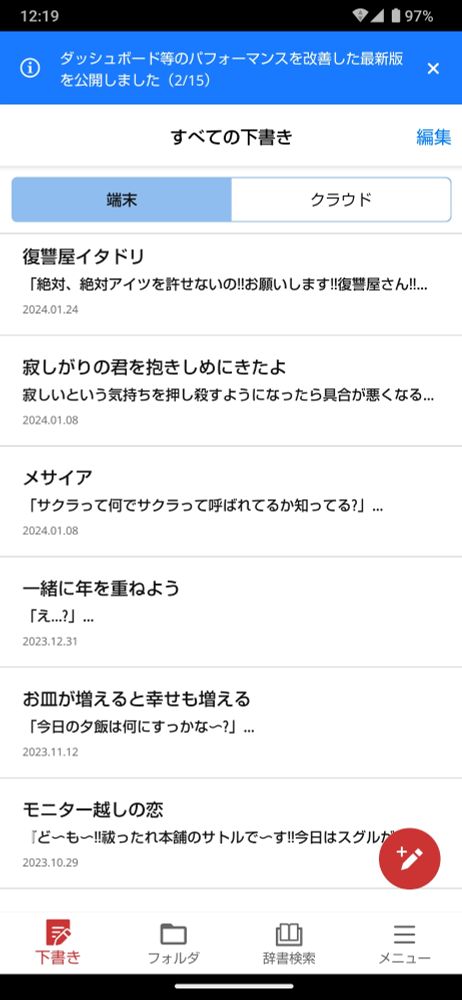 12:19
97%
ダッシュボード等のパフォーマンスを改善した最新版
を公開しました（2/15）
すべての下書き
編集
端末
クラウド
復讐屋イタドリ
「絶対、絶対アイツを許せないの!!お願いします!!復讐屋さん!!...
2024.01.24
寂しがりの君を抱きしめにきたよ
寂しいという気持ちを押し殺すようになったら具合が悪くなる...
2024.01.08
メサイア
「サクラって何でサクラって呼ばれてるか知ってる?」...
2024.01.08
一緒に年を重ねよう
「え...?」...
2023.12.31
お皿が増えると幸せも増える
「今日の夕飯は何にすっかな〜?」...
2023.11.12
モニター越しの恋
『ど〜も〜!!祓ったれ本舗のサトルで〜す!!今日はスグルが
2023.10.29
下書き
フォルダ
辞書検索
メニュー